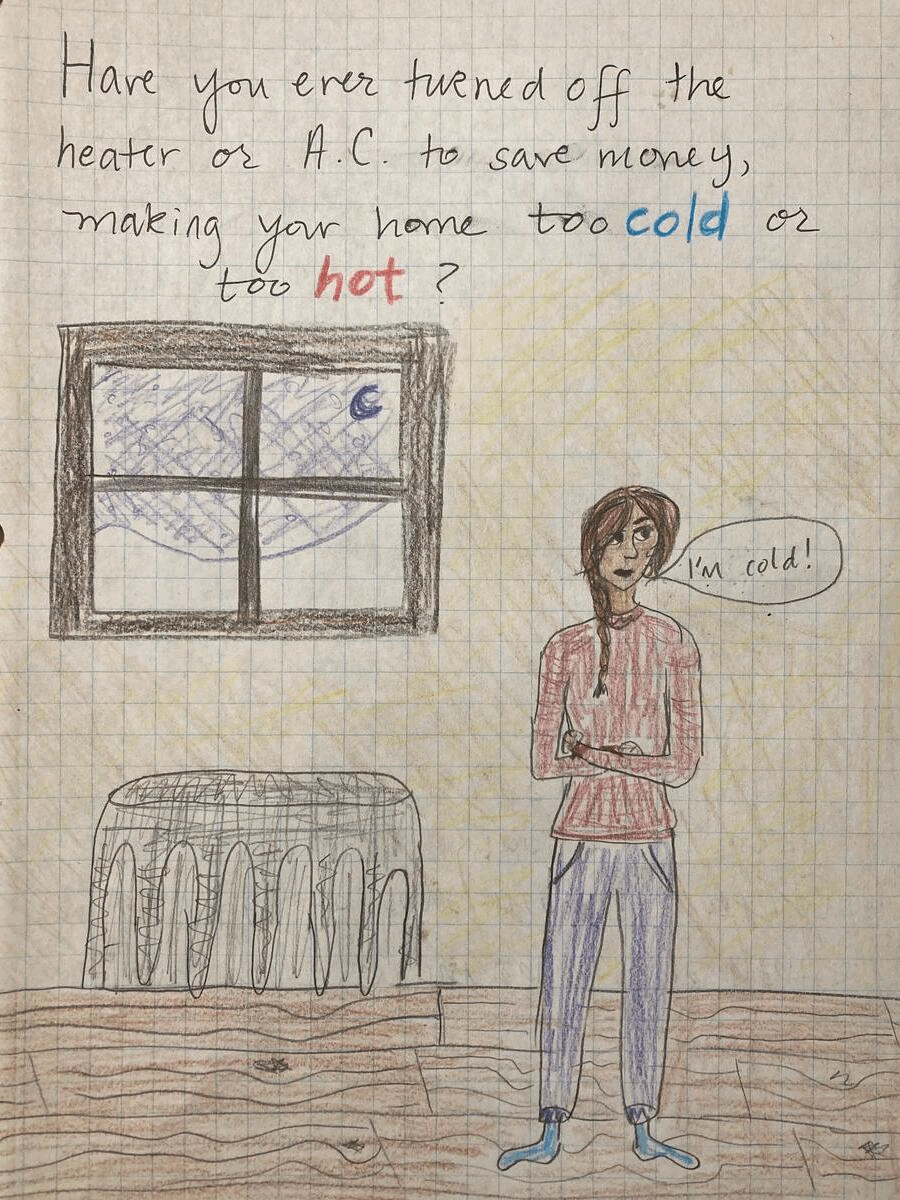 Have you ever turned off the
heater or A.C. to save money,
making your home too cold or
too hot?
I'm cold!